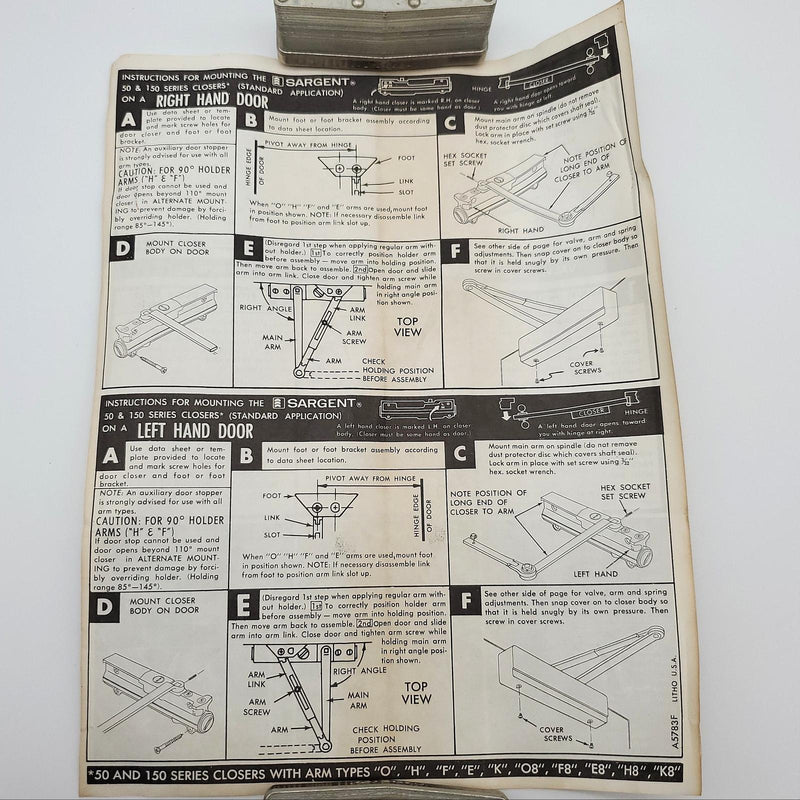 INSTRUCTIONS FOR MOUNTING THE SARGENT®
50 & 150 SERIES CLOSERS* (STANDARD APPLICATION)
ON A RIGHT HAND DOOR
A right hand closer is marked R.H. on closer
body. (Closer must be some hand as door.)
HINGE
CLOSER
A right hand door opens toward
you with hinge of left.
A
Use data sheet or tem-
plate provided to locate
and mark screw holes for
door closer and foot or foot
bracket.
NOTE: An auxiliary door stopper
is strongly advised for use with all
arm types.
CAUTION: FOR 90° HOLDER
ARMS ("H" & "F")
If door stop cannot be used and
door opens beyond 110° mount
closer in ALTERNATE MOUNT-
ING to prevent damage by forci-
bly overriding holder. (Holding
range 85°-145°).
B
Mount foot or foot bracket assembly according
to data sheet location.
PIVOT AWAY FROM HINGE
HINGE EDGE
OF DOOR
FOOT
LINK
SLOT
When "O" "H" "F" and "E" arms are used, mount foot
in position shown. NOTE: If necessary disassemble link
from foot to position arm link slot up.
C
Mount main arm on spindle (do not remove
dust protector disc which covers shaft seal).
Lock arm in place with set screw using 3/32
hex. socket wrench.
HEX SOCKET
SET SCREW
NOTE POSITION OF
LONG END OF
CLOSER TO ARM
RIGHT HAND
D
MOUNT CLOSER
BODY ON DOOR
E
(Disregard 1st step when applying regular arm with-
out holder.) 1st To correctly position holder arm
before assembly — move arm into holding position.
Then move arm back to assemble. 2nd Open door and slide
arm into arm link. Close door and tighten arm screw while
holding main arm
in right angle posi-
tion shown.
RIGHT ANGLE
ARM
LINK
ARM
SCREW
MAIN
ARM
ARM
TOP
VIEW
CHECK
HOLDING POSITION
BEFORE ASSEMBLY
F
See other side of page for valve, arm and spring
adjustments. Then snap cover on to closer body so
that it is held snugly by its own pressure. Then
screw in cover screws.
COVER
SCREWS
INSTRUCTIONS FOR MOUNTING THE SARGENT®
50 & 150 SERIES CLOSERS* (STANDARD APPLICATION)
ON A LEFT HAND DOOR
A left hand closer is marked L.H. on closer
body. (Closer must be some hand as door.)
CLOSER
HINGE
A left hand door opens toward
you with hinge at right.
A
Use data sheet or tem-
plate provided to locate
and mark screw holes for
door closer and foot or foot
bracket.
NOTE: An auxiliary door stopper
is strongly advised for use with all
arm types.
CAUTION: FOR 90° HOLDER
ARMS ("H" & "F")
If door stop cannot be used and
door opens beyond 110° mount
closer in ALTERNATE MOUNT-
ING to prevent damage by forci-
bly overriding holder. (Holding
range 85°—145°).
B
Mount foot or foot bracket assembly according
to data sheet location.
PIVOT AWAY FROM HINGE
FOOT
LINK
SLOT
HINGE EDGE
OF DOOR
When "O" "H" "F" and "E" arms are used, mount foot
in position shown. NOTE: If necessary disassemble link
from foot to position arm link slot up.
C
Mount main arm on spindle (do not remove
dust protector disc which covers shaft seal).
Lock arm in place with set screw using 3/32"
hex. socket wrench.
NOTE POSITION OF
LONG END OF
CLOSER TO ARM
HEX SOCKET
SET SCREW
LEFT HAND
D
MOUNT CLOSER
BODY ON DOOR
E
(Disregard 1st step when applying regular arm with-
out holder.) 1st To correctly position holder arm
before assembly — move arm into holding position.
Then move arm back to assemble. 2nd Open door and slide
arm into arm link. Close door and tighten arm screw while
holding main arm
in right angle posi-
tion shown.
RIGHT ANGLE
ARM
LINK
ARM
SCREW
MAIN
ARM
ARM
TOP
VIEW
CHECK HOLDING
POSITION
BEFORE ASSEMBLY
F
See other side of page for valve, arm and spring
adjustments. Then snap cover on to closer body so
that it is held snugly by its own pressure. Then
screw in cover screws.
COVER
SCREWS
A5783F LITHO U.S.A.
*50 AND 150 SERIES CLOSERS WITH ARM TYPES "O", "H", "F", "E", "K", "O8", "F8", "E8", "H8", "K8"